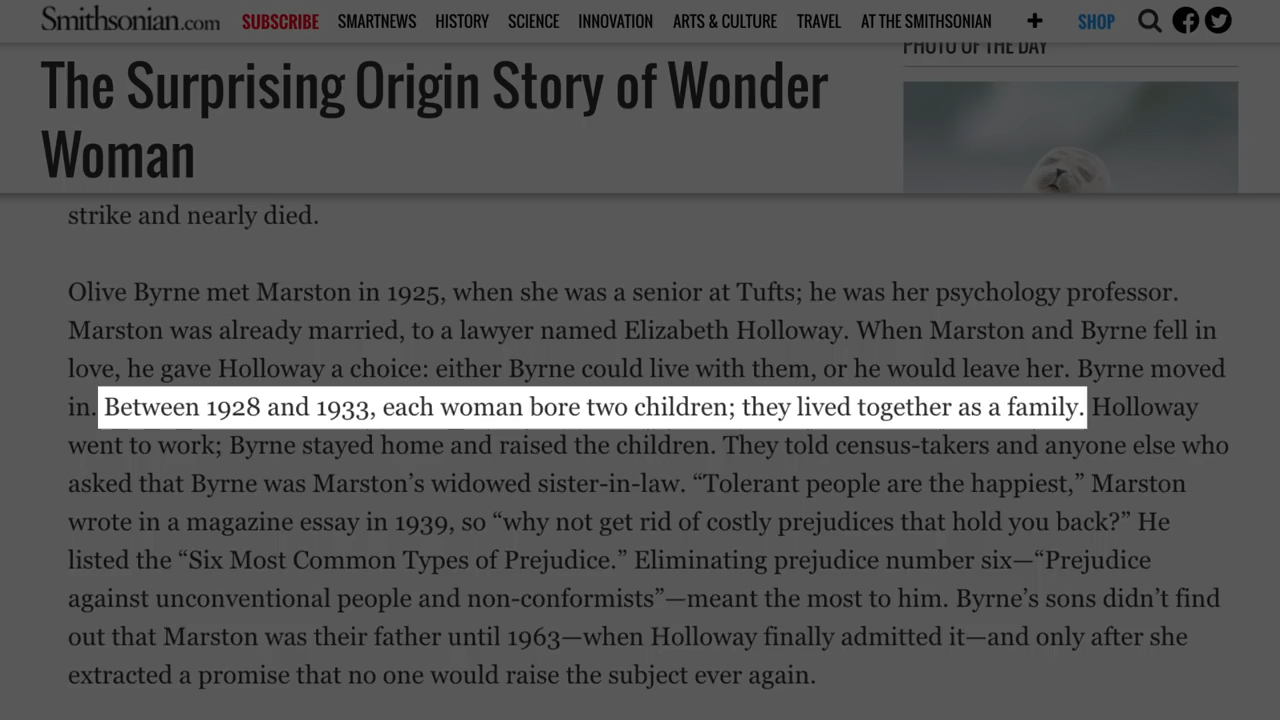 Smithsonian.com SUBSCRIBE SMARTNEWS HISTORY SCIENCE INNOVATION ARTS & CULTURE TRAVEL AT THE SMITHSONIAN + SHOP
PHOTO OF THE DAY
The Surprising Origin Story of Wonder
Woman
strike and nearly died.
Olive Byrne met Marston in 1925, when she was a senior at Tufts; he was her psychology professor.
Marston was already married, to a lawyer named Elizabeth Holloway. When Marston and Byrne fell in
love, he gave Holloway a choice: either Byrne could live with them, or he would leave her. Byrne moved
in. Between 1928 and 1933, each woman bore two children; they lived together as a family. Holloway
went to work; Byrne stayed home and raised the children. They told census-takers and anyone else who
asked that Byrne was Marston’s widowed sister-in-law. “Tolerant people are the happiest,” Marston
wrote in a magazine essay in 1939, so “why not get rid of costly prejudices that hold you back?” He
listed the “Six Most Common Types of Prejudice.” Eliminating prejudice number six—“Prejudice
against unconventional people and non-conformists”—meant the most to him. Byrne’s sons didn’t find
out that Marston was their father until 1963—when Holloway finally admitted it—and only after she
extracted a promise that no one would raise the subject ever again.